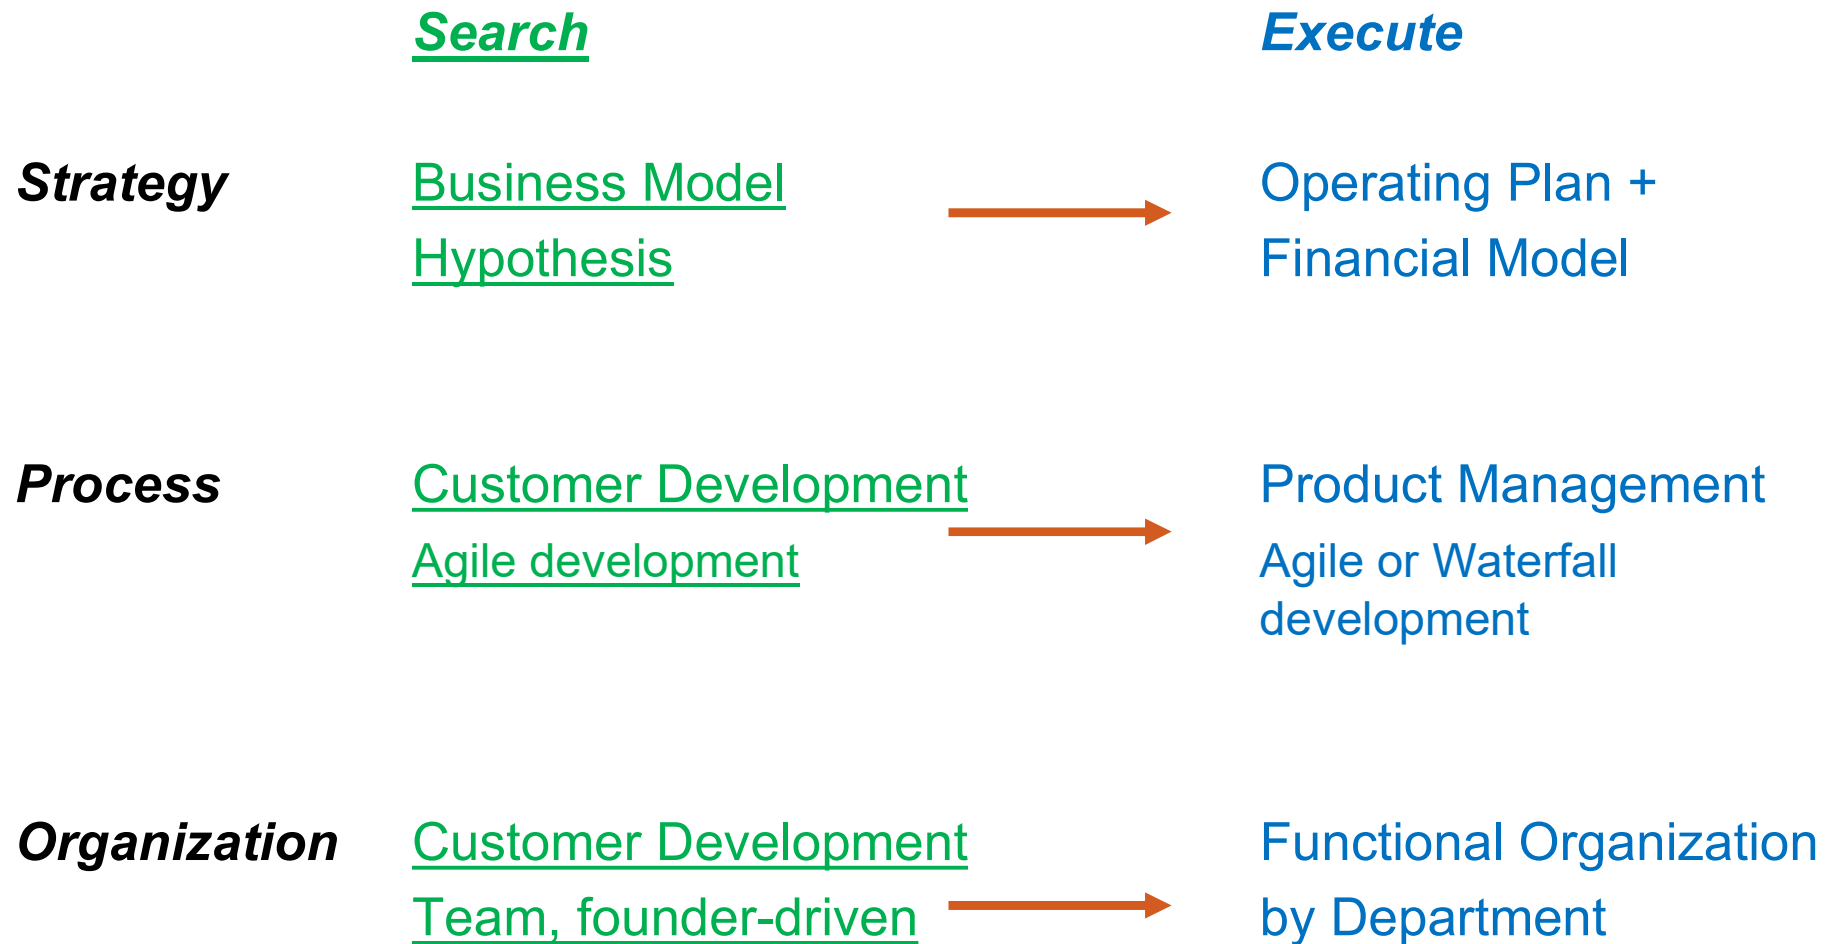 Search Execute
Strategy Business Model Operating Plan +
Hypothesis Financial Model
Process Customer Development Product Management
Agile development Agile or Waterfall
development
Organization Customer Development Functional Organization
Team, founder-driven by Department